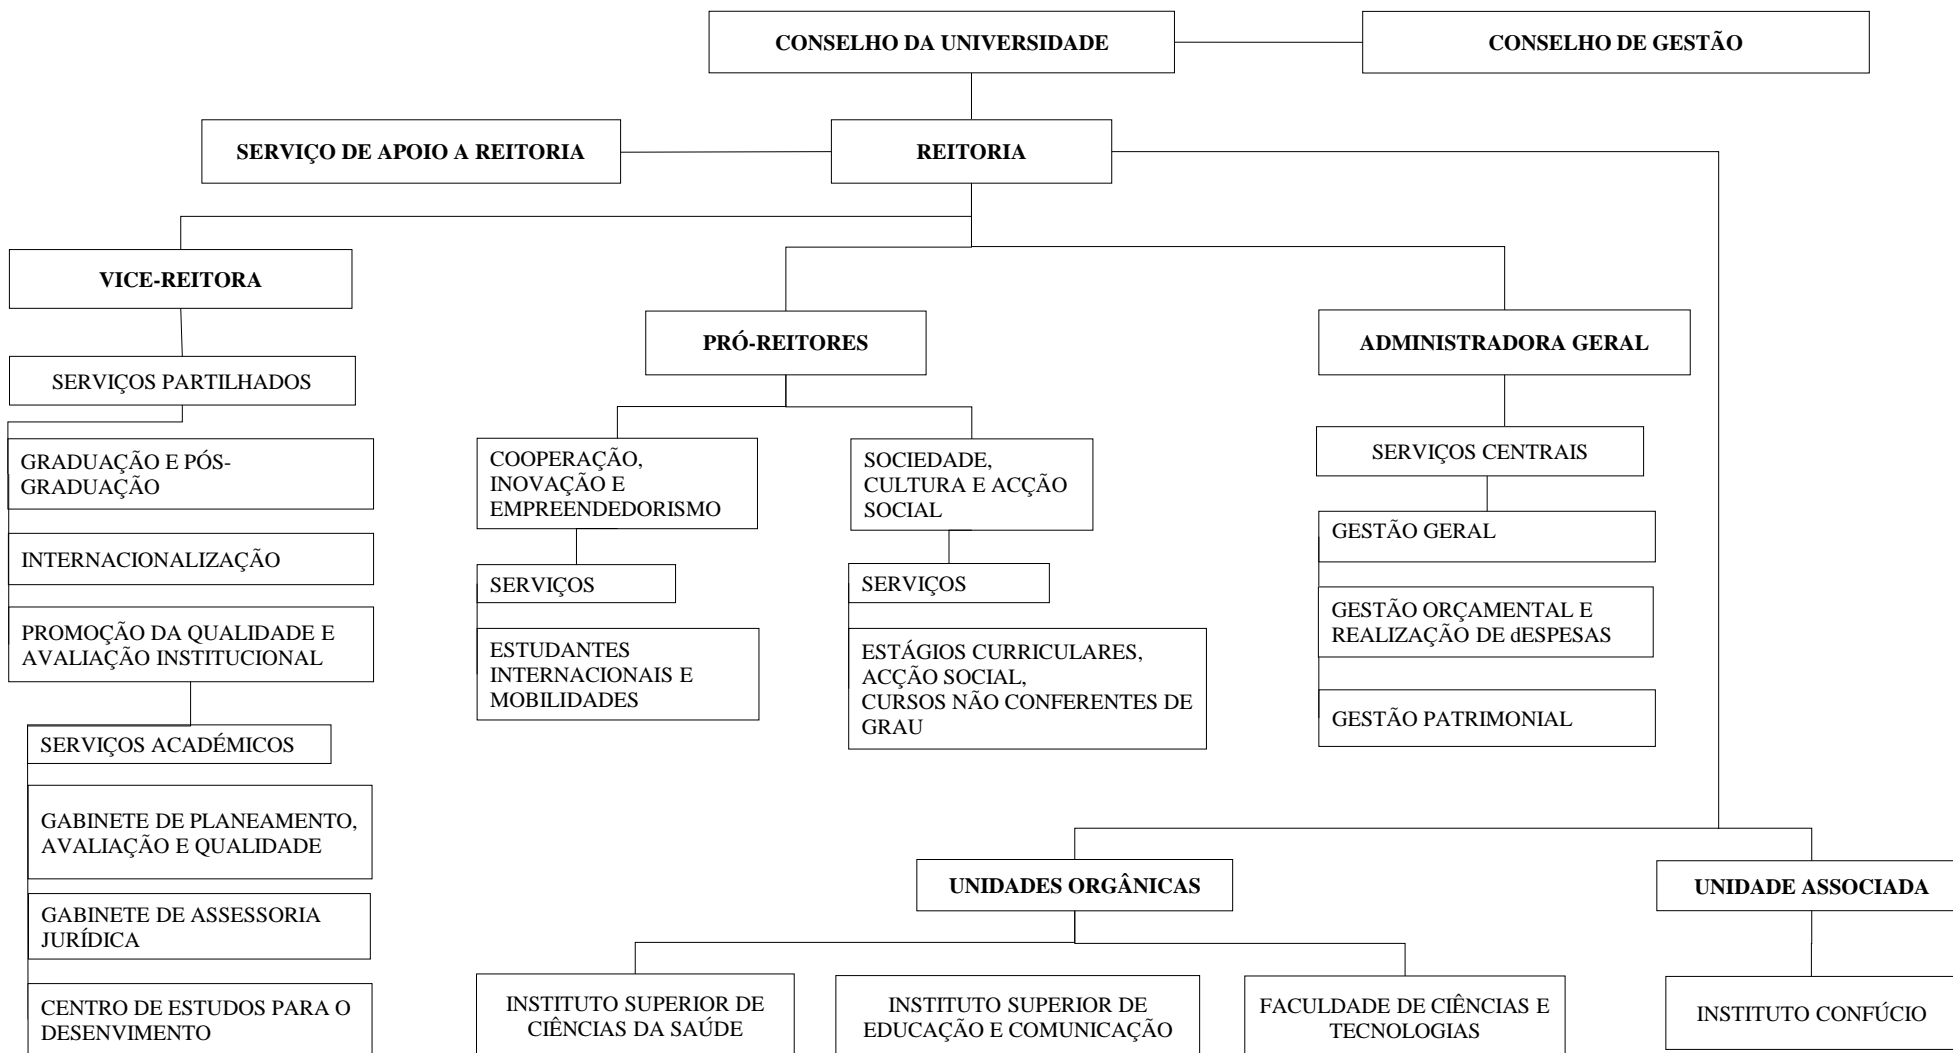 CONSELHO DA UNIVERSIDADE
CONSELHO DE GESTÃO
SERVIÇO DE APOIO A REITORIA
REITORIA
VICE-REITORA
PRÓ-REITORES
ADMINISTRADORA GERAL
SERVIÇOS PARTILHADOS
GRADUAÇÃO E PÓS-
GRADUAÇÃO
INTERNACIONALIZAÇÃO
PROMOÇÃO DA QUALIDADE E
AVALIAÇÃO INSTITUCIONAL
SERVIÇOS ACADÉMICOS
GABINETE DE PLANEAMENTO,
AVALIAÇÃO E QUALIDADE
GABINETE DE ASSESSORIA
JURÍDICA
CENTRO DE ESTUDOS PARA O
DESENVIMENTO
COOPERAÇÃO,
INOVAÇÃO E
EMPREENDEDORISMO
SERVIÇOS
ESTUDANTES
INTERNACIONAIS E
MOBILIDADES
SOCIEDADE,
CULTURA E ACÇÃO
SOCIAL
SERVIÇOS
ESTÁGIOS CURRICULARES,
ACÇÃO SOCIAL,
CURSOS NÃO CONFERENTES DE
GRAU
SERVIÇOS CENTRAIS
GESTÃO GERAL
GESTÃO ORÇAMENTAL E
REALIZAÇÃO DE dESPESAS
GESTÃO PATRIMONIAL
UNIDADES ORGÂNICAS
UNIDADE ASSOCIADA
INSTITUTO SUPERIOR DE
CIÊNCIAS DA SAÚDE
INSTITUTO SUPERIOR DE
EDUCAÇÃO E COMUNICAÇÃO
FACULDADE DE CIÊNCIAS E
TECNOLOGIAS
INSTITUTO CONFÚCIO